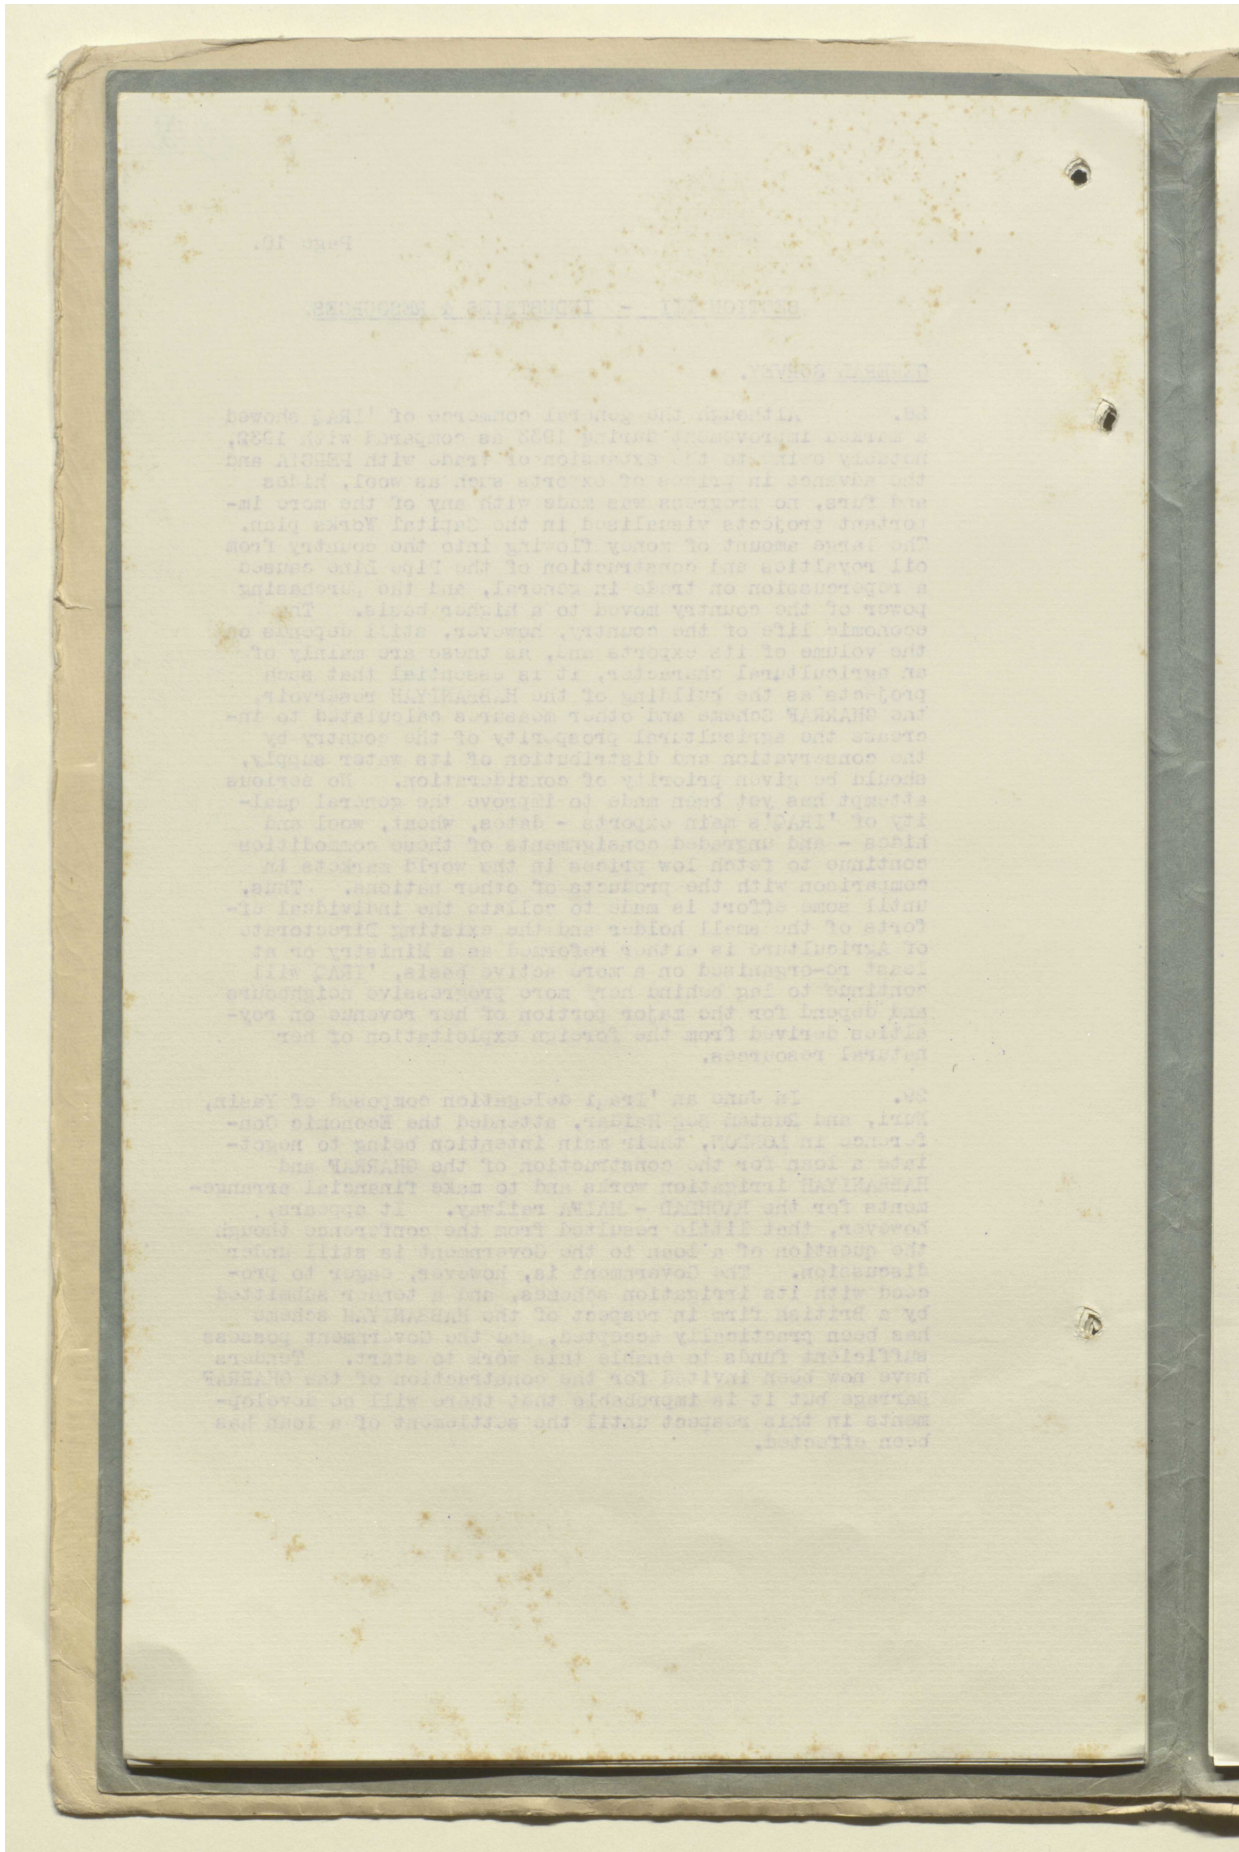 Page 10.
SECTION III - INDUSTRIES & RESOURCES.
GENERAL SURVEY.
Although the general commerce of 'IRAQ showed
a marked improvement during 1933 as compared with 1932,
notably owing to the extension of trade with PERSIA and
the advance in prices of exports such as wool, hides
and furs, no progress was made with any of the more im-
portant projects visualised in the Capital Works plan.
The large amount of money flowing into the country from
oil royalties and construction of the Pipe Line caused
a repercussion on trade in general, and the purchasing
power of the country moved to a higher basis. The
economic life of the country, however, still depends on
the volume of its exports and, as these are mainly of
an agricultural character, it is essential that such
projects as the building of the HABBANIYAH reservoir,
the GHARRAF Scheme and other measures calculated to in-
crease the agricultural prosperity of the country by
the conservation and distribution of its water supply,
should be given priority of consideration. No serious
attempt has yet been made to improve the general qual-
ity of 'IRAQ's main exports - dates, wheat, wool and
hides - and ungraded consignments of these commodities
continue to fetch low prices in the world markets in
comparison with the products of other nations. Thus,
until some effort is made to collate the individual ef-
forts of the small holder and the existing Directorate
of Agriculture is either reformed as a Ministry or at
least re-organised on a more active basis, 'IRAQ will
continue to lag behind her more progressive neighbours
and depend for the major portion of her revenue on roy-
alties derived from the foreign exploitation of her
natural resources.
In June an 'Iraqi delegation composed of Yasin,
Nuri, and Rustam Beg Haidar, attended the Economic Con-
ference in LONDON, their main intention being to negot-
iate a loan for the construction of the GHARRAF and
HABBANIYAH irrigation works and to make financial arrange-
ments for the BAGHDAD - HAIFA railway. It appears,
however, that little resulted from the conference though
the question of a loan to the Government is still under
discussion. The Government is, however, eager to pro-
ceed with its irrigation schemes, and a tender submitted
by a British firm in respect of the HABBANIYAH scheme
has been practically accepted, and the Government possess
sufficient funds to enable this work to start. Tenders
have now been invited for the construction of the GHARRAF
Barrage but it is improbable that there will be develop-
ments in this respect until the settlement of a loan has
been effected.